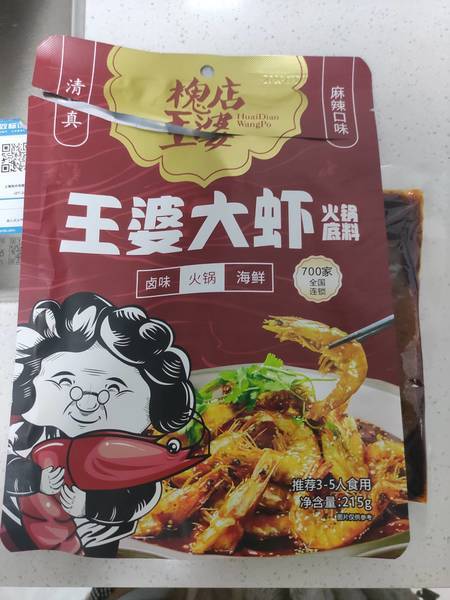 清真
槐店
王婆
HuaiDian
WangPo
麻辣口味
王婆大虾
火锅
底料
卤味 火锅 海鲜
700家
全国
连锁
推荐3-5人食用
净含量:215g
图片仅供参考